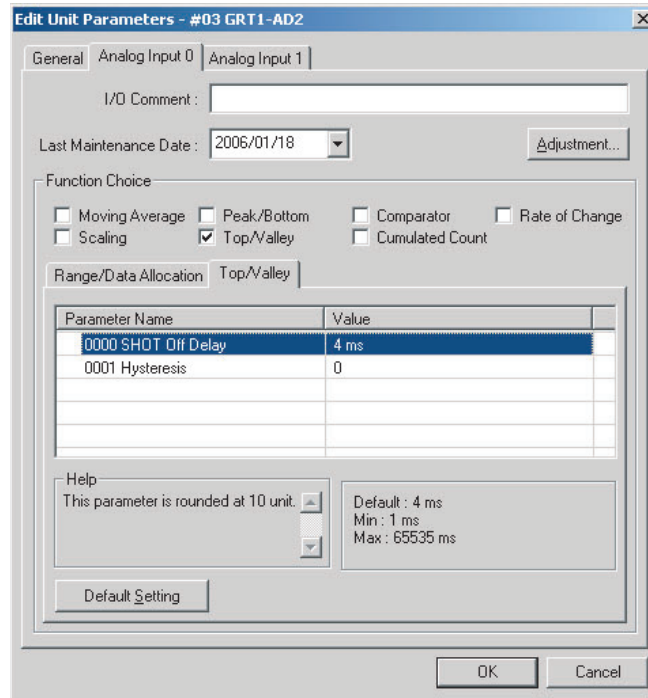 Edit Unit Parameters - #03 GRT1-AD2
General Analog Input 0 Analog Input 1
I/O Comment :
Last Maintenance Date : 2006/01/18 Adjustment...
Function Choice
Moving Average Peak/Bottom Comparator Rate of Change
Scaling Top/Valley Cumulated Count
Range/Data Allocation Top/Valley
Parameter Name Value
0000 SHOT Off Delay 4 ms
0001 Hysteresis 0
Help
This parameter is rounded at 10 unit.
Default : 4 ms
Min : 1 ms
Max : 65535 ms
Default Setting
OK Cancel